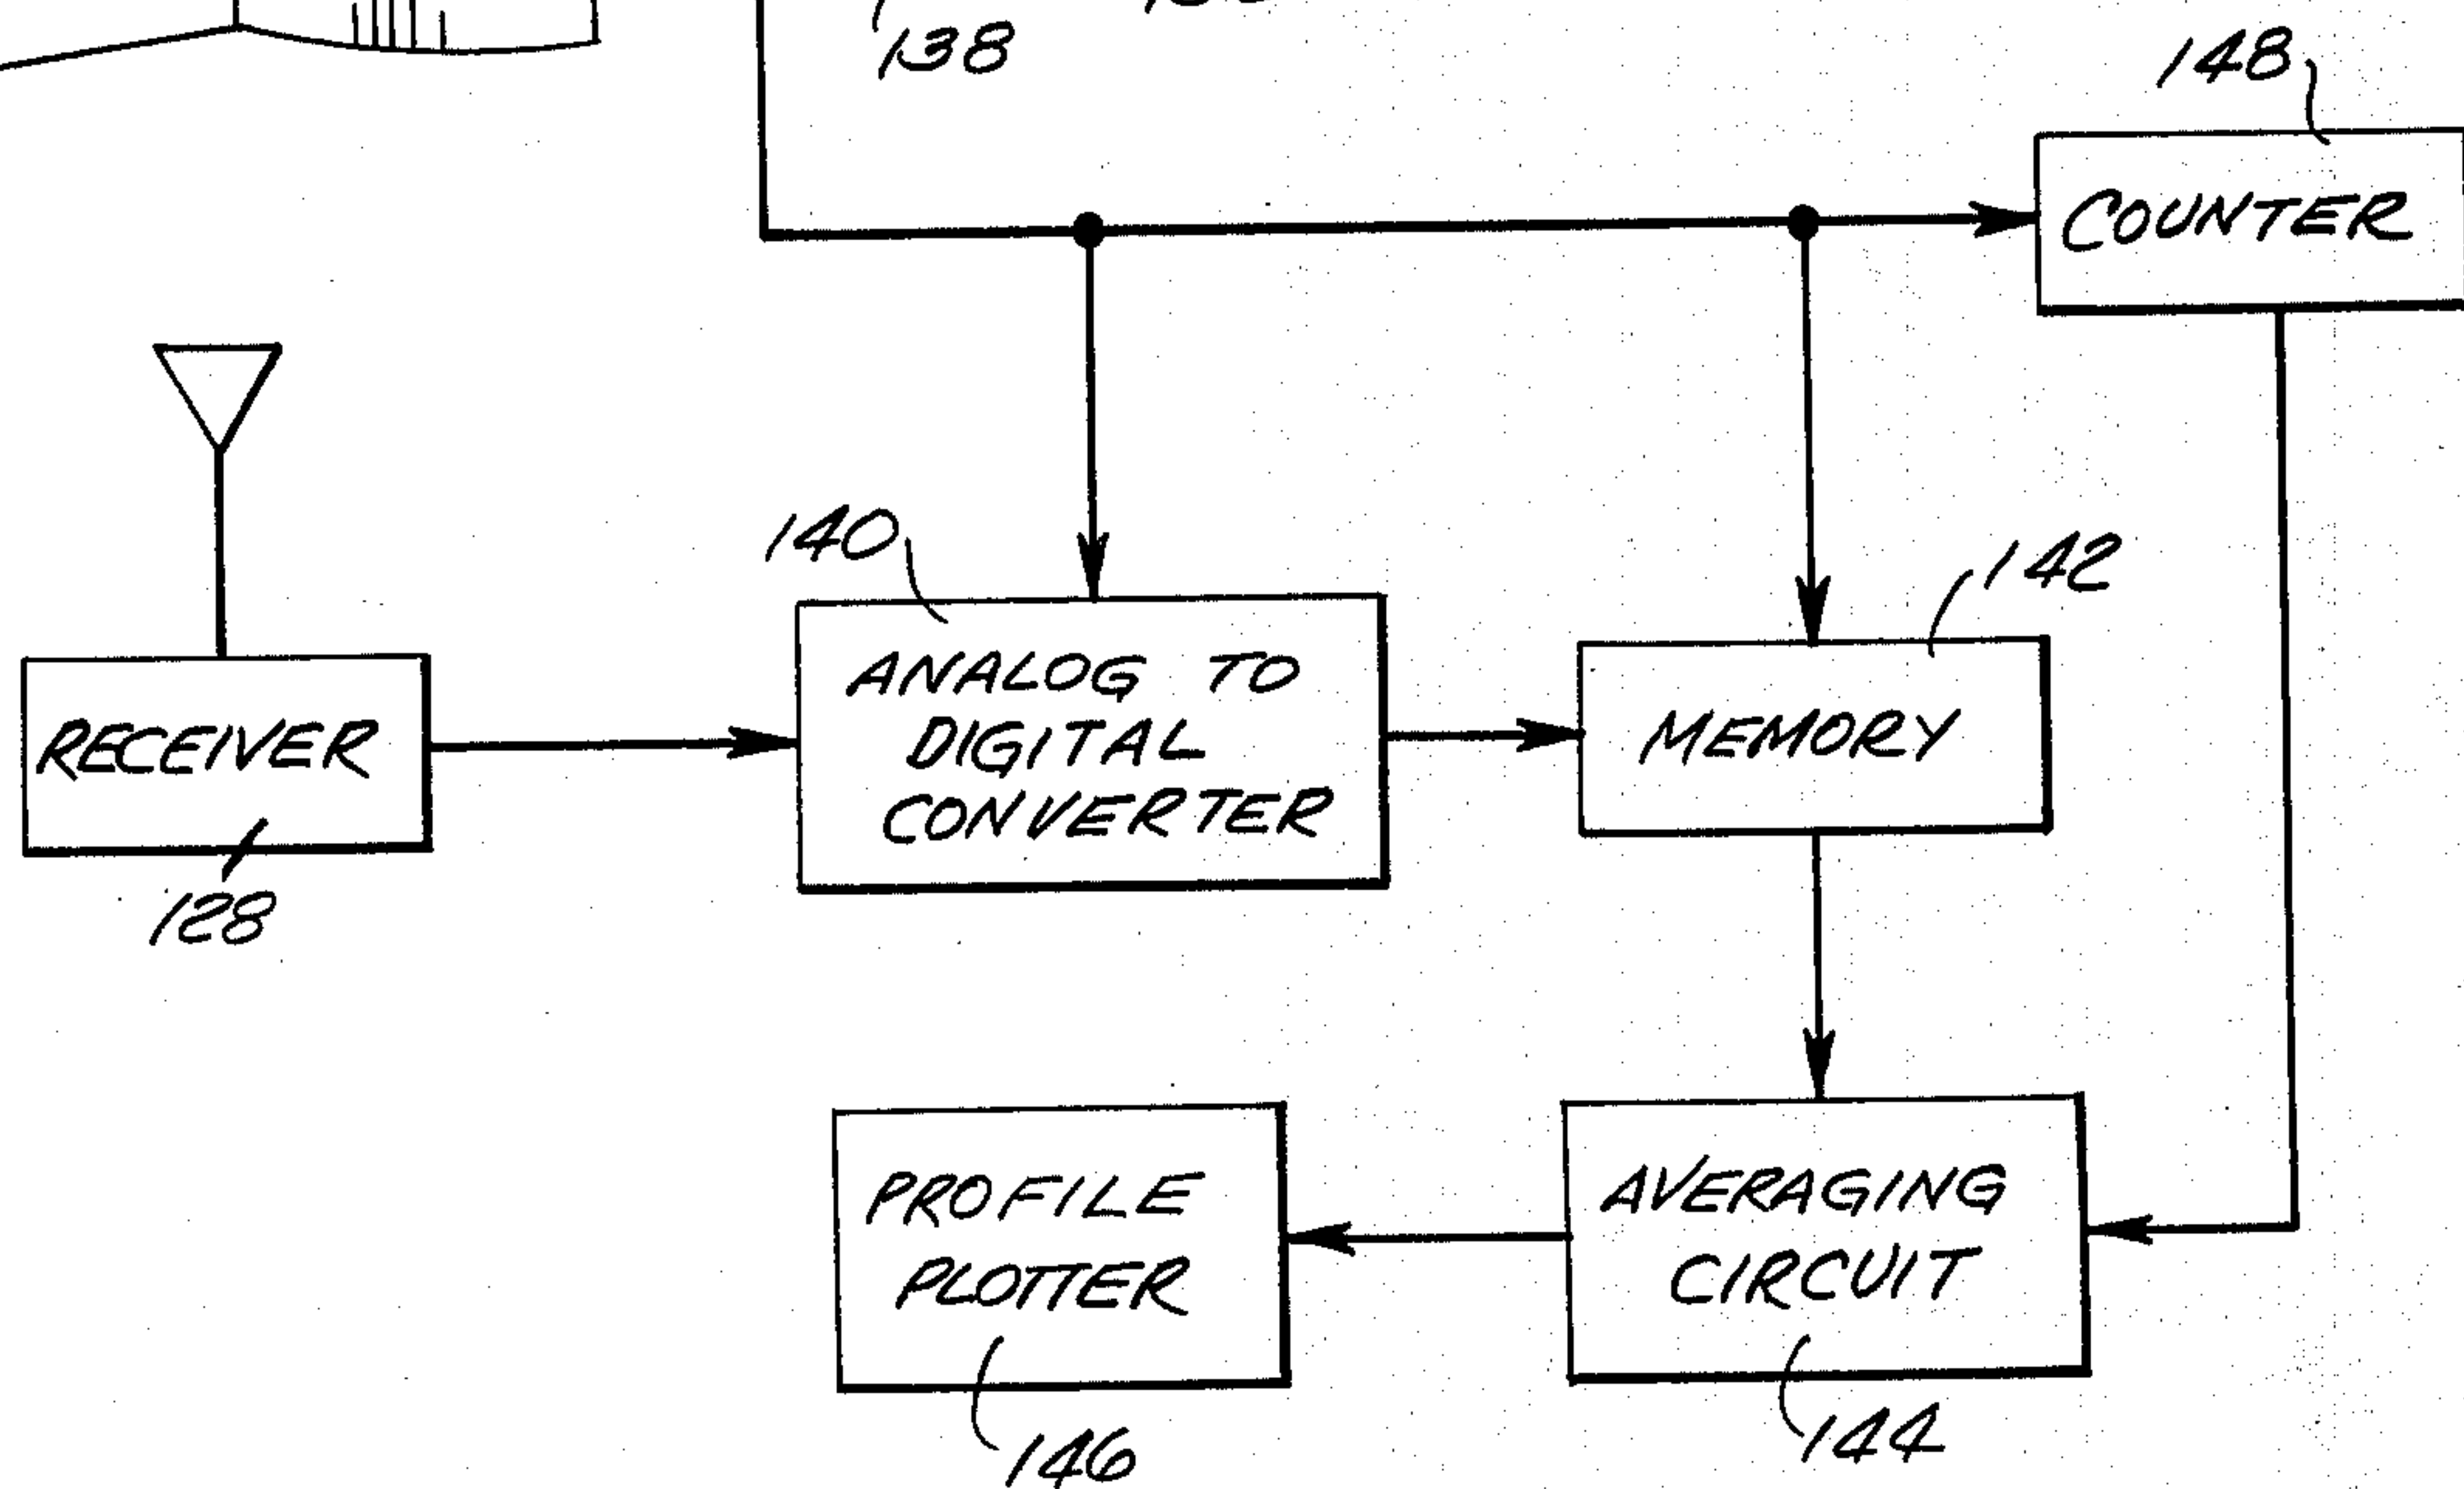 138
148
COUNTER
140
142
ANALOG TO
DIGITAL
CONVERTER
MEMORY
RECEIVER
128
PROFILE
PLOTTER
AVERAGING
CIRCUIT
146
144